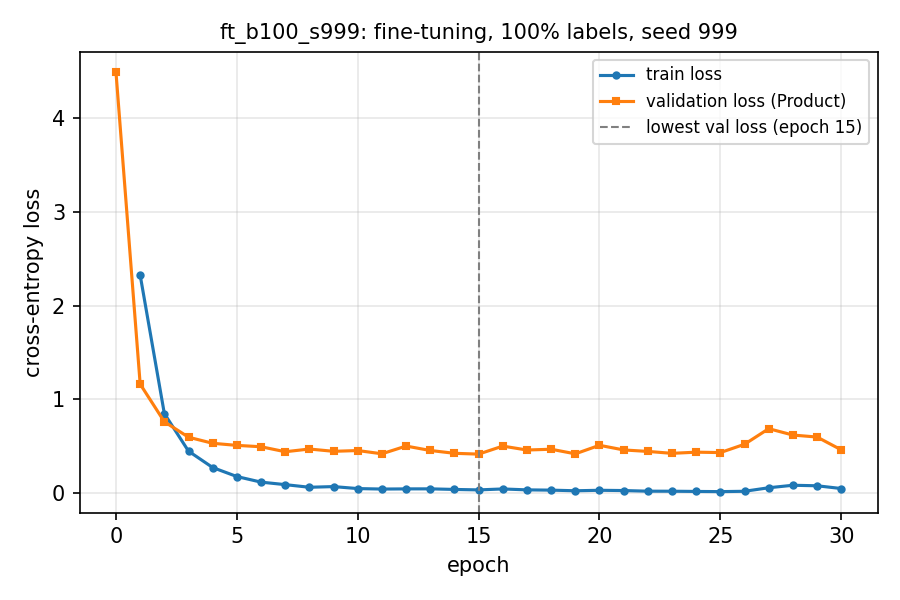 ft_b100_s999: fine-tuning, 100% labels, seed 999
train loss
validation loss (Product)
lowest val loss (epoch 15)
cross-entropy loss
4
3
2
1
0
0 5 10 15 20 25 30
epoch